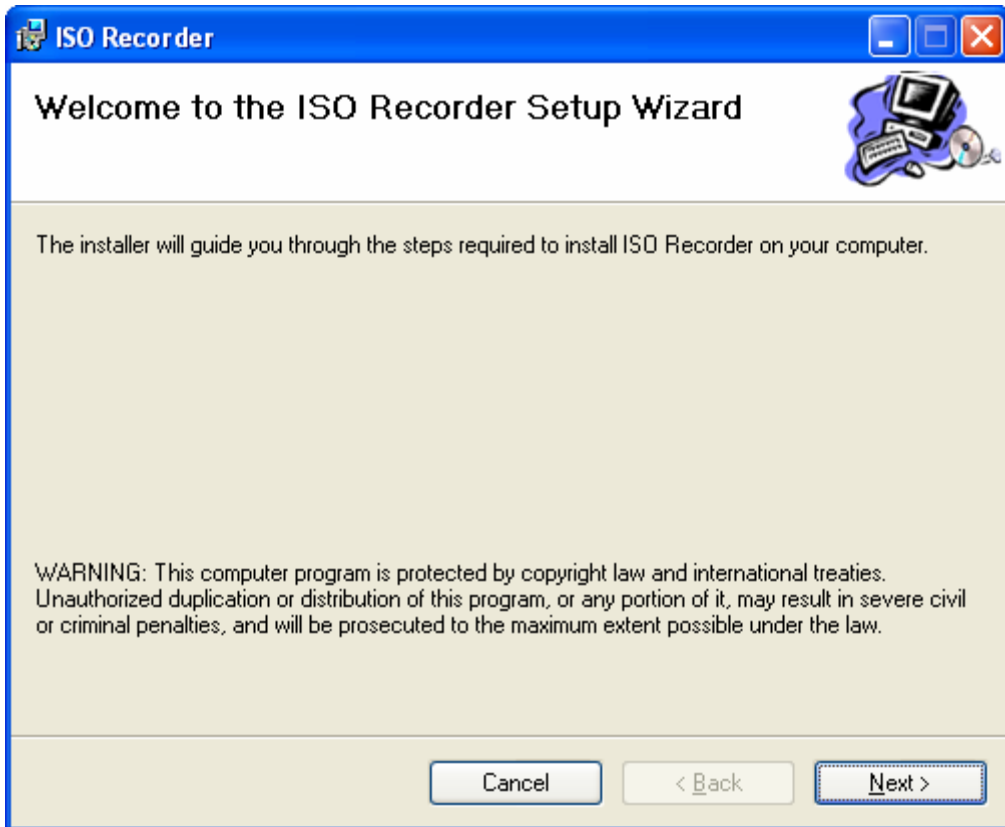 ISO Recorder
Welcome to the ISO Recorder Setup Wizard
The installer will guide you through the steps required to install ISO Recorder on your computer.
WARNING: This computer program is protected by copyright law and international treaties.
Unauthorized duplication or distribution of this program, or any portion of it, may result in severe civil
or criminal penalties, and will be prosecuted to the maximum extent possible under the law.
Cancel < Back Next >